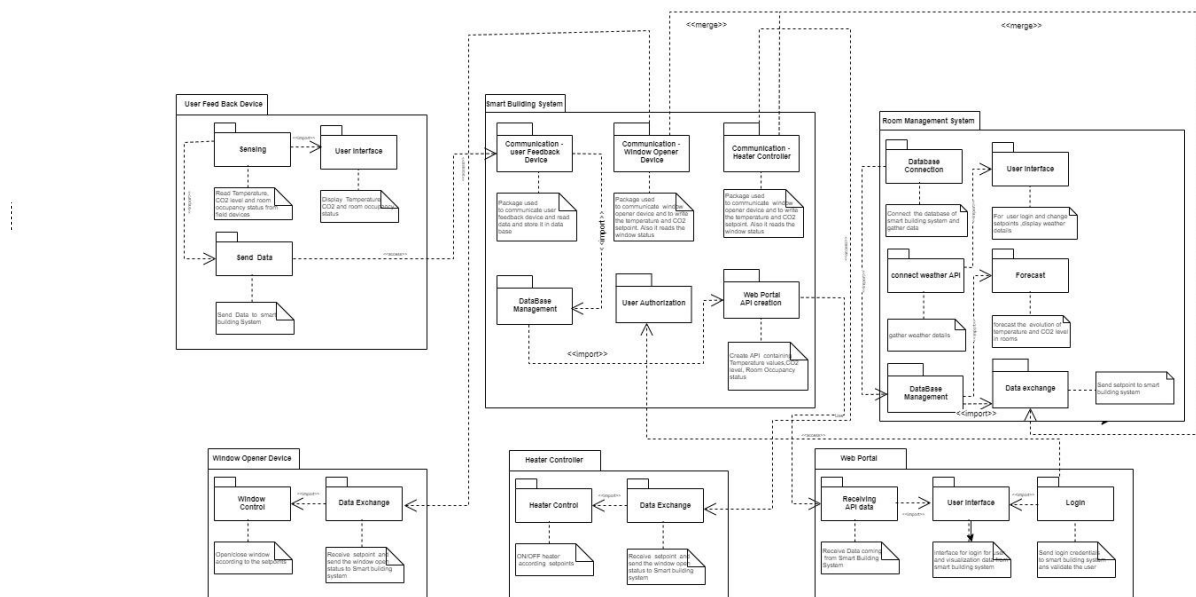 <<merge>>
<<merge>>
User Feed Back Device
Sensing
<<import>>
User Interface
Read Temperature,
CO2 level and room
occupancy status from
field devices
Display Temperature,
CO2 and room occupancy
status
Send Data
Send Data to smart
building System
Smart Building System
Communication -
user Feedback
Device
Communication -
Window Opener
Device
Communication -
Heater Controller
Package used
to communicate user
feedback device and read
data and store it in data
base
Package used to
communicate window
opener device and to write
the temperature and CO2
setpoint. Also it reads the
window status
Package used
to communicate window
opener device and to write
the temperature and CO2
setpoint. Also it reads the
window status
<<import>>
DataBase
Management
User Authorization
Web Portal
API creation
<<import>>
Create API containing
Temperature values,CO2
level, Room Occupancy
status
Room Management System
Database
Connection
User Interface
Connect the database of
smart building system and
gather data
For user login and change
setpoints ,display weather
details
connect weather API
Forecast
gather weather details
forecast the evolution of
temperature and CO2 level
in rooms
DataBase
Management
<<import>>
Data exchange
Send setpoint to smart
building system
Window Opener Device
Window
Control
<<import>>
Data Exchange
Open/close window
according to the setpoints
Receive setpoint and
send the window open
status to Smart building
system
Heater Controller
Heater Control
<<import>>
Data Exchange
ON/OFF heater
according setpoints
Receive setpoint and
send the window open
status to Smart building
system
Web Portal
Receiving
API data
<<import>>
User Interface
<<import>>
Login
Receive Data coming
from Smart Building
System
interface for login for user
and visualization data from
smart building system
Send login credentials
to smart building system
ans validate the user